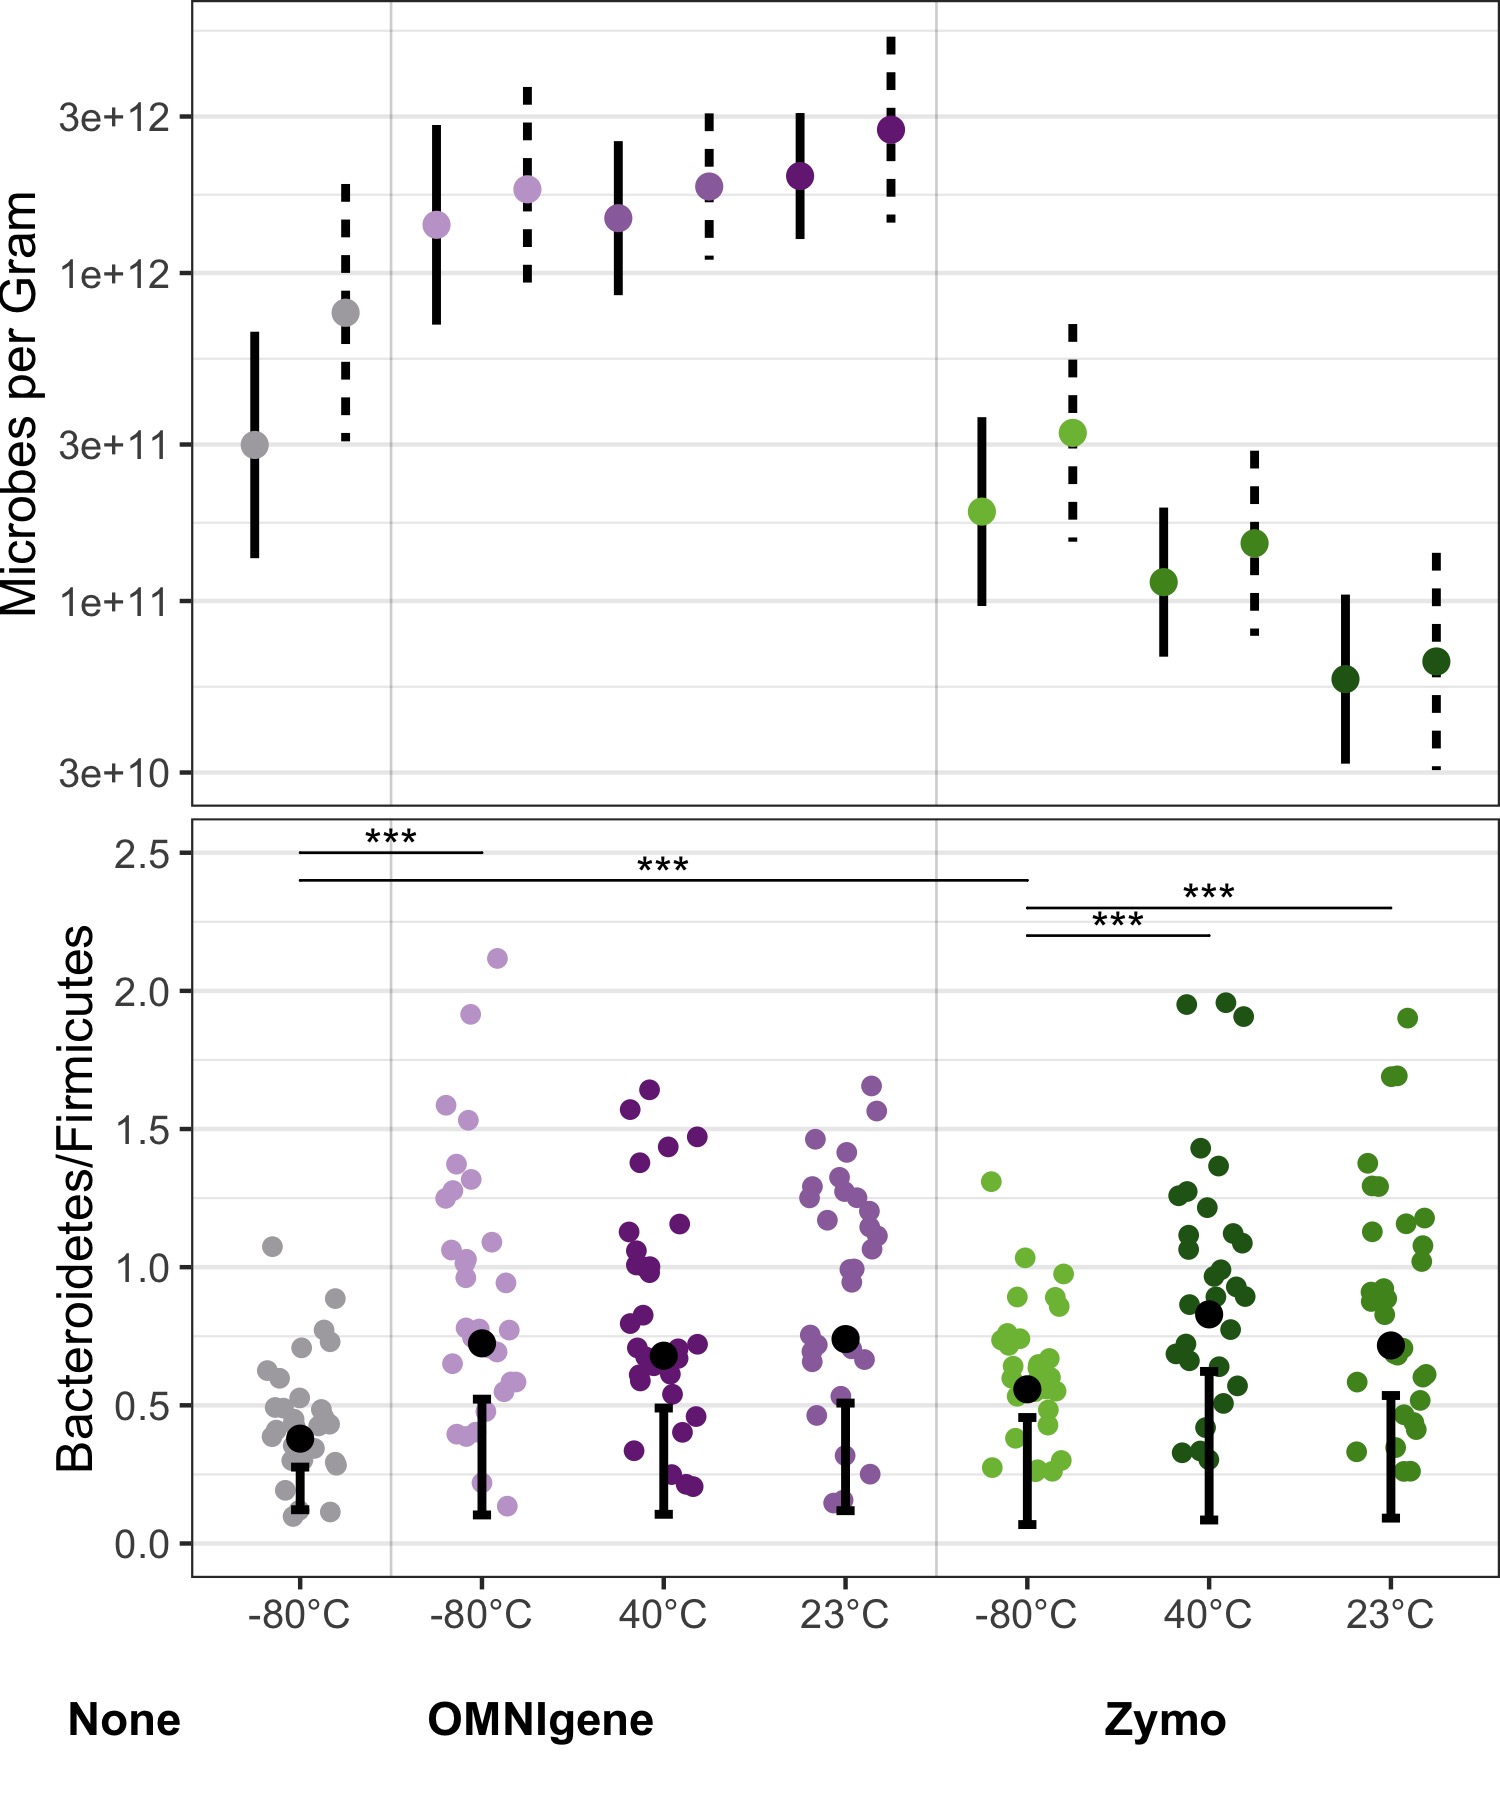 Microbes per Gram
3e+12
1e+12
3e+11
1e+11
3e+10
Bacteroidetes/Firmicutes
2.5
2.0
1.5
1.0
0.5
0.0
***
***
***
***
-80°C -80°C 40°C 23°C -80°C 40°C 23°C
None OMNIgene Zymo